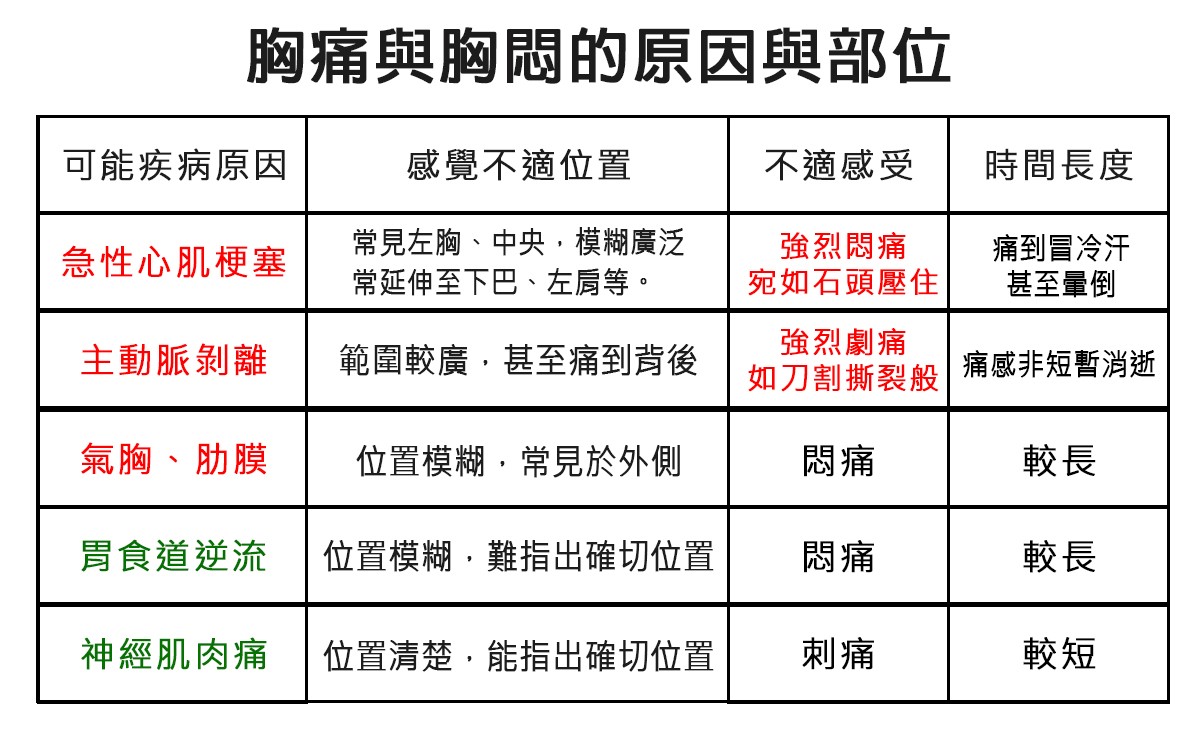 胸痛與胸悶的原因與部位
可能疾病原因 感覺不適位置 不適感受 時間長度
急性心肌梗塞 常見左胸、中央，模糊廣泛 強烈悶痛 痛到冒冷汗
常延伸至下巴、左肩等。 宛如石頭壓住 甚至暈倒
主動脈剝離 範圍較廣，甚至痛到背後 強烈劇痛 痛感非短暫消逝
如刀割撕裂般
氣胸、肋膜 位置模糊，常見於外側 悶痛 較長
胃食道逆流 位置模糊，難指出確切位置 悶痛 較長
神經肌肉痛 位置清楚，能指出確切位置 刺痛 較短